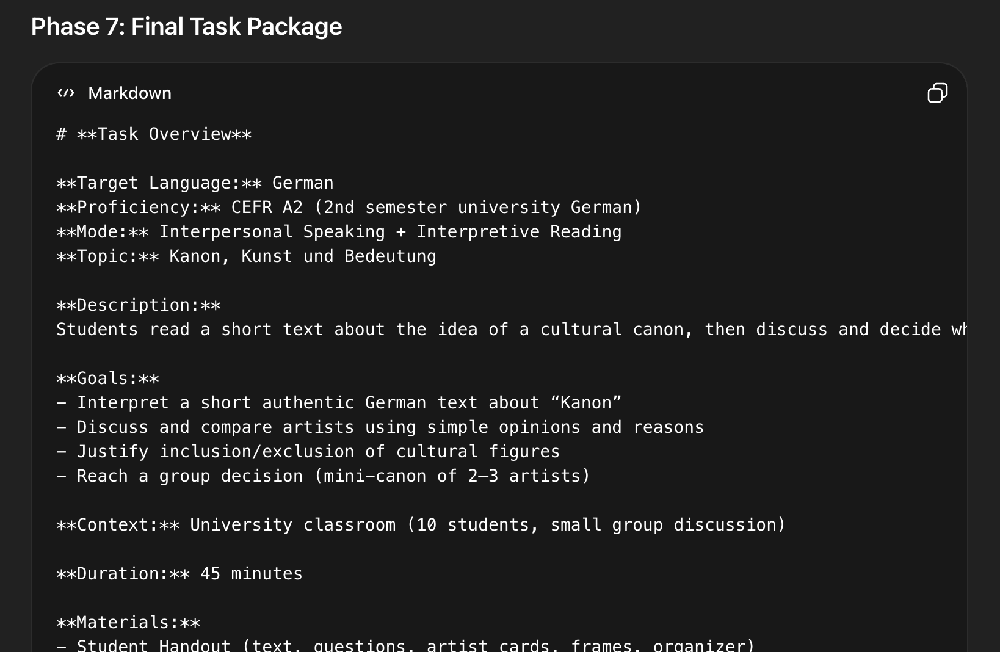 Phase 7: Final Task Package
Markdown
# **Task Overview**
**Target Language:** German
**Proficiency:** CEFR A2 (2nd semester university German)
**Mode:** Interpersonal Speaking + Interpretive Reading
**Topic:** Kanon, Kunst und Bedeutung
**Description:**
Students read a short text about the idea of a cultural canon, then discuss and decide
**Goals:**
- Interpret a short authentic German text about “Kanon”
- Discuss and compare artists using simple opinions and reasons
- Justify inclusion/exclusion of cultural figures
- Reach a group decision (mini-canon of 2–3 artists)
**Context:** University classroom (10 students, small group discussion)
**Duration:** 45 minutes
**Materials:**
- Student Handout (text, questions, artist cards, frames, organizer)